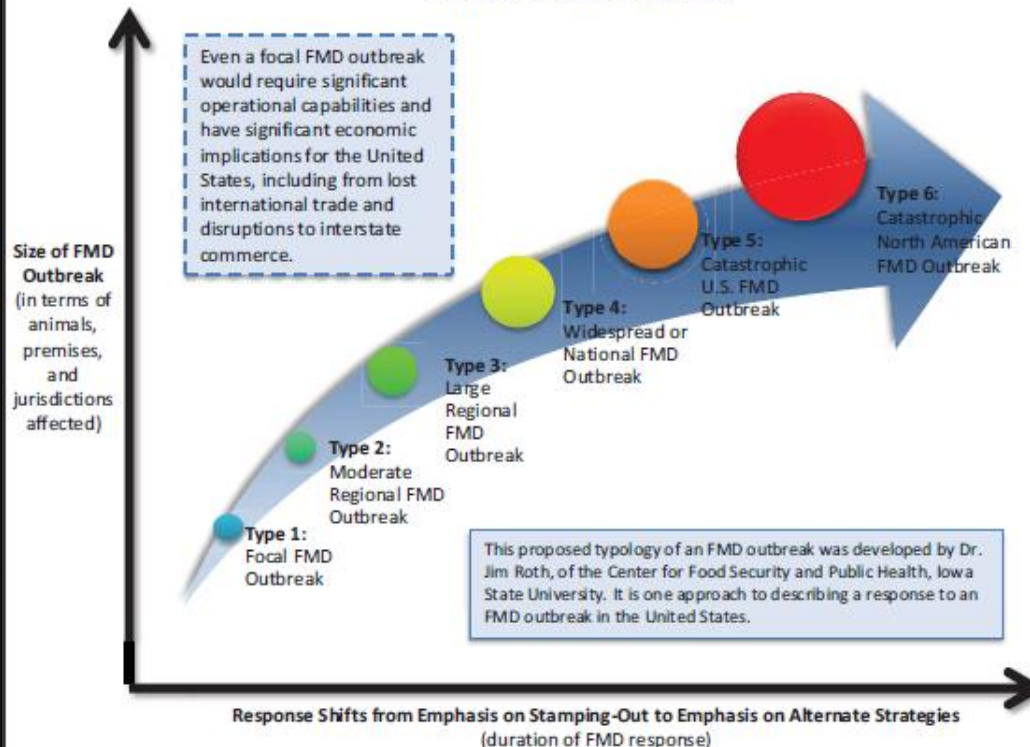 Even a focal FMD outbreak
would require significant
operational capabilities and
have significant economic
implications for the United
States, including from lost
international trade and
disruptions to interstate
commerce.
Size of FMD
Outbreak
(in terms of
animals,
premises,
and
jurisdictions
affected)
Type 6:
Catastrophic
North American
FMD Outbreak
Type 5:
Catastrophic
U.S. FMD
Outbreak
Type 4:
Widespread or
National FMD
Outbreak
Type 3:
Large
Regional
FMD
Outbreak
Type 2:
Moderate
Regional FMD
Outbreak
Type 1:
Focal FMD
Outbreak
This proposed typology of an FMD outbreak was developed by Dr.
Jim Roth, of the Center for Food Security and Public Health, Iowa
State University. It is one approach to describing a response to an
FMD outbreak in the United States.
Response Shifts from Emphasis on Stamping-Out to Emphasis on Alternate Strategies
(duration of FMD response)